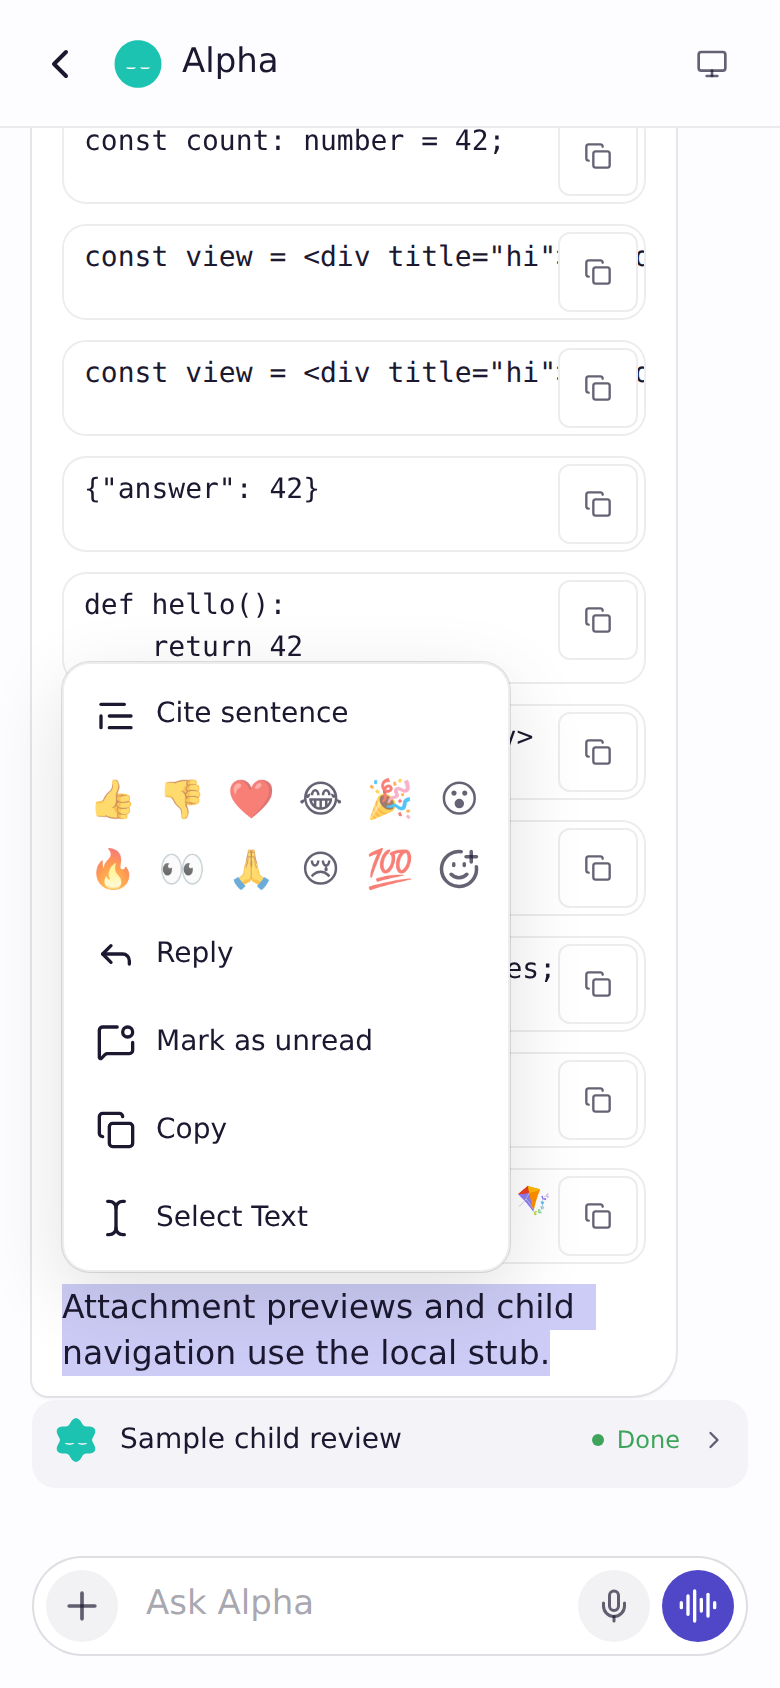 Alpha
const count: number = 42;
const view = <div title="hi"
const view = <div title="hi"
{"answer": 42}
def hello():
    return 42
Cite sentence
Reply
Mark as unread
Copy
Select Text
Attachment previews and child
navigation use the local stub.
Sample child review
Done
Ask Alpha